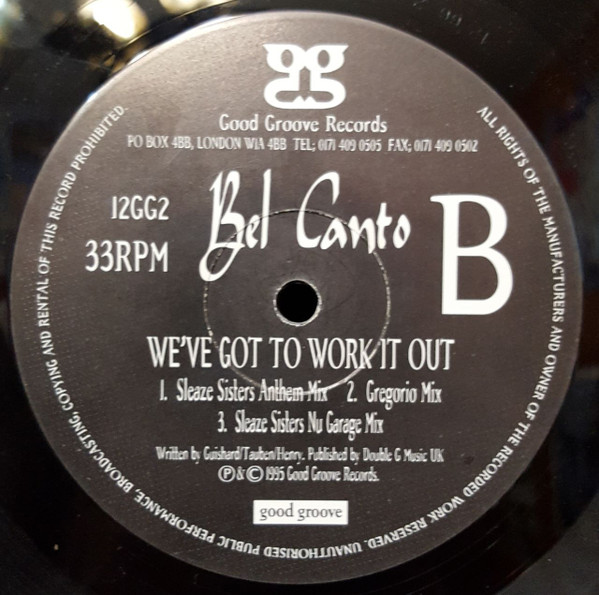 gg
Good Groove Records
PO BOX 4BB, LONDON W1A 4BB TEL; 0171 409 0505 FAX; 0171 409 0502
12GG2
33RPM
Bel Canto
B
WE'VE GOT TO WORK IT OUT
1. Sleaze Sisters Anthem Mix 2. Gregorio Mix
3. Sleaze Sisters Nu Garage Mix
Written by Guishard/Tauben/Henry. Published by Double G Music UK
℗ & © 1995 Good Groove Records.
good groove
ALL RIGHTS OF THE MANUFACTURERS AND OWNER OF THE RECORDED WORK RESERVED. UNAUTHORISED PUBLIC PERFORMANCE, BROADCASTING, COPYING AND RENTAL OF THIS RECORD PROHIBITED.